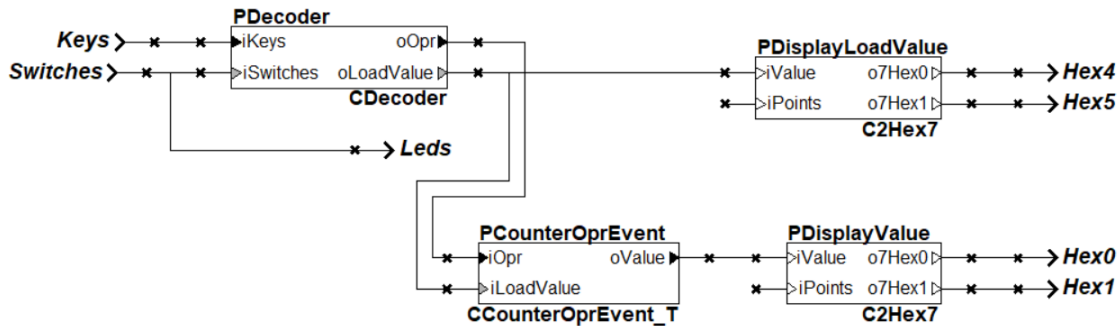 PDecoder
Keys
iKeys
oOpr
Switches
iSwitches
oLoadValue
CDecoder
Leds
PDisplayLoadValue
iValue
o7Hex0
Hex4
iPoints
o7Hex1
Hex5
C2Hex7
PCounterOprEvent
iOpr
oValue
iLoadValue
CCounterOprEvent_T
PDisplayValue
iValue
o7Hex0
Hex0
iPoints
o7Hex1
Hex1
C2Hex7